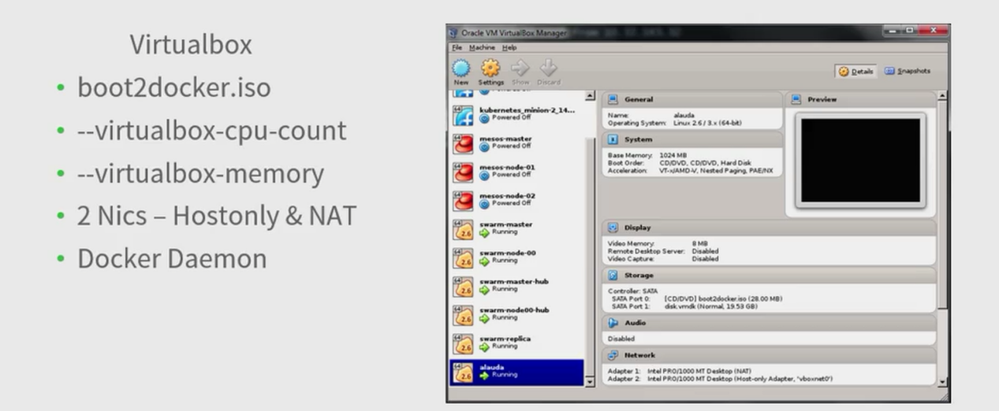 Virtualbox
• boot2docker.iso
• --virtualbox-cpu-count
• --virtualbox-memory
• 2 Nics – Hostonly & NAT
• Docker Daemon
Oracle VM VirtualBox Manager
File Machine Help
New Settings Show Discard
Details Snapshots
kubernetes_minion-2_14...
Powered Off
mesos-master
Powered Off
mesos-node-01
Powered Off
mesos-node-02
Powered Off
swarm-master
Running
swarm-node-00
Running
swarm-master-hub
Running
swarm-node00-hub
Running
swarm-replica
Running
alauda
Running
General
Name: alauda
Operating System: Linux 2.6 / 3.x (64-bit)
System
Base Memory: 1024 MB
Boot Order: CD/DVD, CD/DVD, Hard Disk
Acceleration: VT-x/AMD-V, Nested Paging, PAE/NX
Preview
Display
Video Memory: 8 MB
Remote Desktop Server: Disabled
Video Capture: Disabled
Storage
Controller: SATA
SATA Port 0: [CD/DVD] boot2docker.iso (28.00 MB)
SATA Port 1: disk.vmdk (Normal, 19.53 GB)
Audio
Disabled
Network
Adapter 1: Intel PRO/1000 MT Desktop (NAT)
Adapter 2: Intel PRO/1000 MT Desktop (Host-only Adapter, 'vboxnet0')